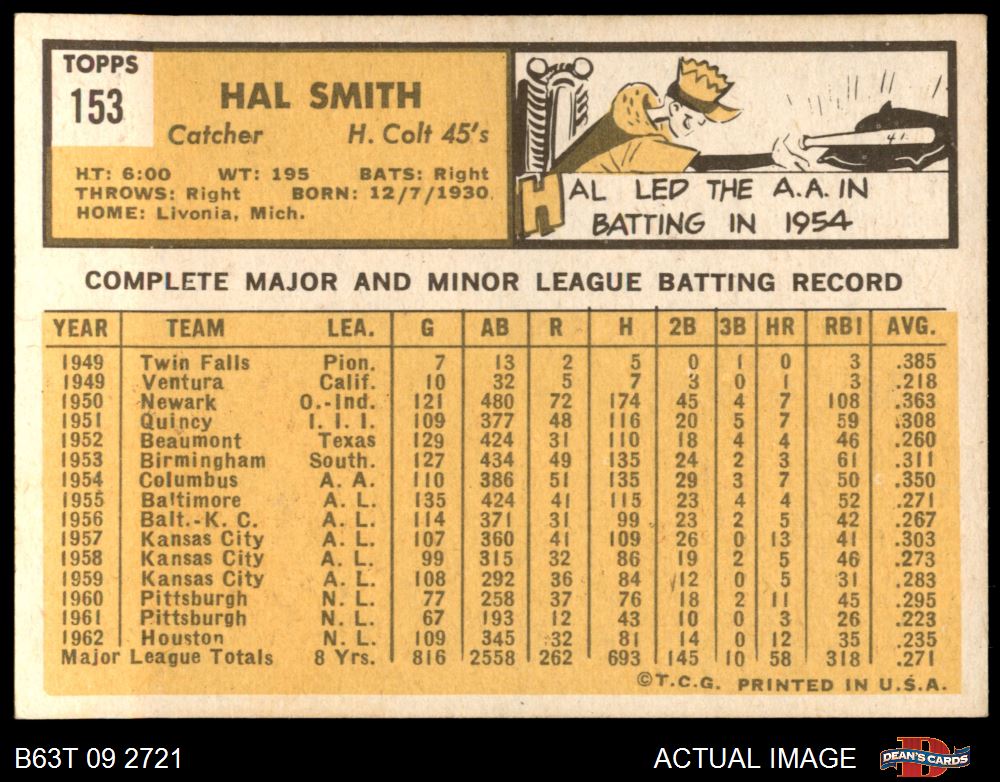 TOPPS
153
HAL SMITH
Catcher H. Colt 45's
HT: 6:00 WT: 195 BATS: Right
THROWS: Right BORN: 12/7/1930.
HOME: Livonia, Mich.
HAL LED THE A.A. IN
BATTING IN 1954
COMPLETE MAJOR AND MINOR LEAGUE BATTING RECORD
YEAR TEAM LEA. G AB R H 2B 3B HR RBI AVG.
1949 Twin Falls Pion. 7 13 2 5 0 1 0 3 .385
1949 Ventura Calif. 10 32 5 7 3 0 1 3 .218
1950 Newark O.-Ind. 121 480 72 174 45 4 7 108 .363
1951 Quincy I. I. I. 109 377 48 116 20 5 7 59 .308
1952 Beaumont Texas 129 424 31 110 18 4 4 46 .260
1953 Birmingham South. 127 434 49 135 24 2 3 61 .311
1954 Columbus A. A. 110 386 51 135 29 3 7 50 .350
1955 Baltimore A. L. 135 424 41 115 23 4 4 52 .271
1956 Balt.-K. C. A. L. 114 371 31 99 23 2 5 42 .267
1957 Kansas City A. L. 107 360 41 109 26 0 13 41 .303
1958 Kansas City A. L. 99 315 32 86 19 2 5 46 .273
1959 Kansas City A. L. 108 292 36 84 12 0 5 31 .283
1960 Pittsburgh N. L. 77 258 37 76 18 2 11 45 .295
1961 Pittsburgh N. L. 67 193 12 43 10 0 3 26 .223
1962 Houston N. L. 109 345 32 81 14 0 12 35 .235
Major League Totals 8 Yrs. 816 2558 262 693 145 10 58 318 .271
©T.C.G. PRINTED IN U.S.A.
B63T 09 2721 ACTUAL IMAGE DEAN'S CARDS